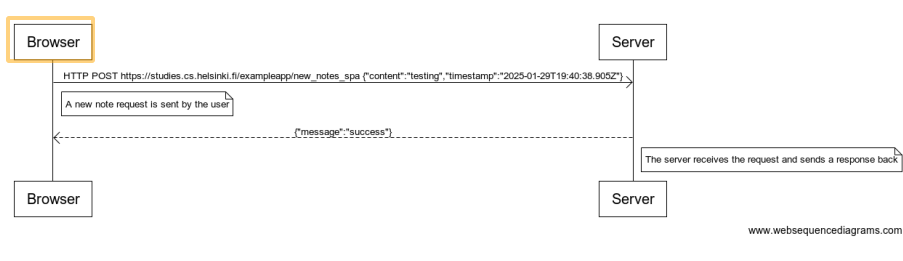 Browser
Server
HTTP POST https://studies.cs.helsinki.fi/exampleapp/new_notes_spa {"content":"testing","timestamp":"2025-01-29T19:40:38.905Z"}
A new note request is sent by the user
{"message":"success"}
The server receives the request and sends a response back
Browser
Server
www.websequencediagrams.com